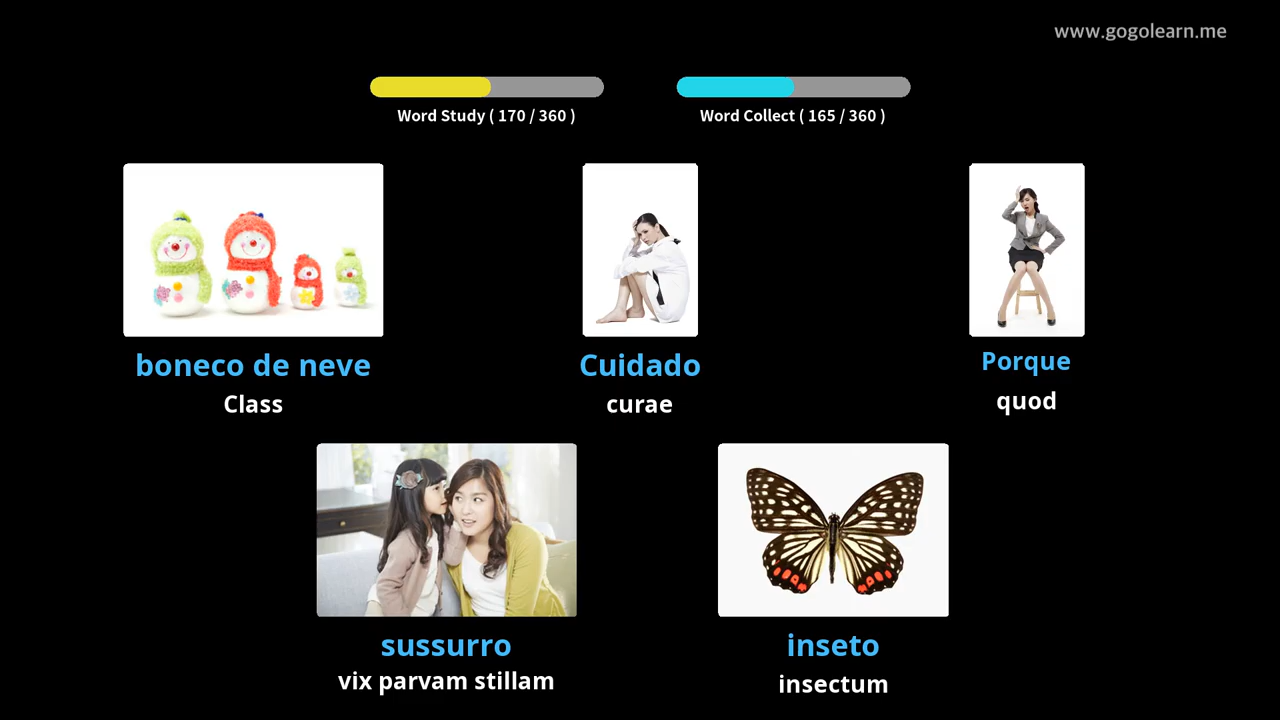 www.gogolearn.me
Word Study ( 170 / 360 )
Word Collect ( 165 / 360 )
boneco de neve
Class
Cuidado
curae
Porque
quod
sussurro
vix parvam stillam
inseto
insectum